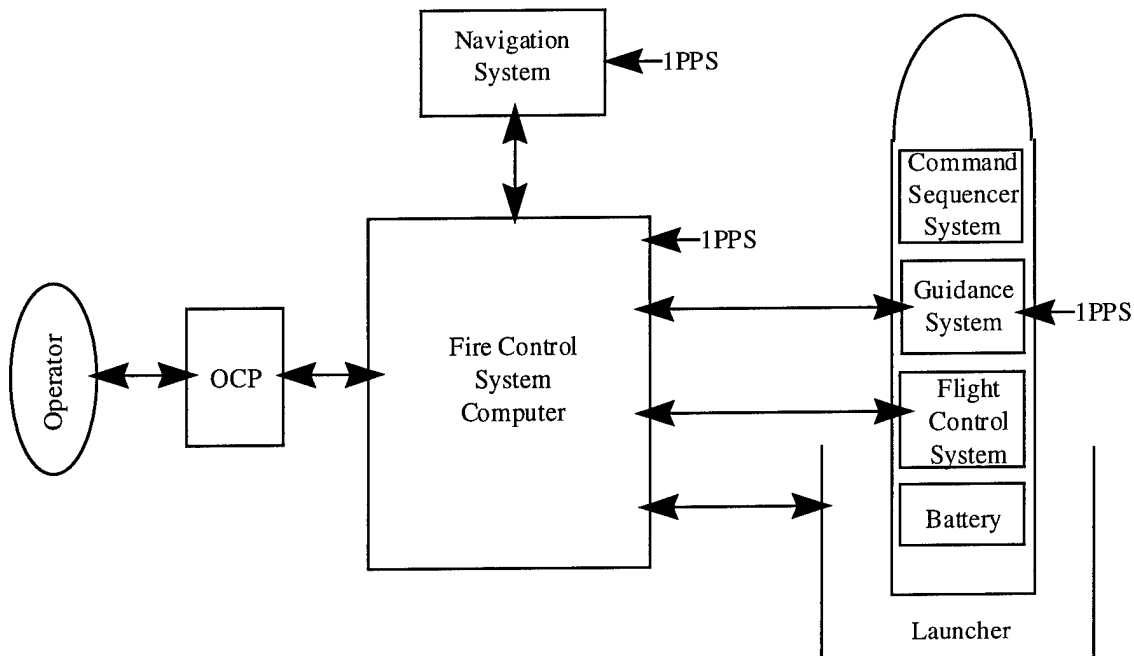 Navigation
System
1PPS
Command
Sequencer
System
1PPS
Guidance
System
1PPS
Operator
OCP
Fire Control
System
Computer
Flight
Control
System
Battery
Launcher